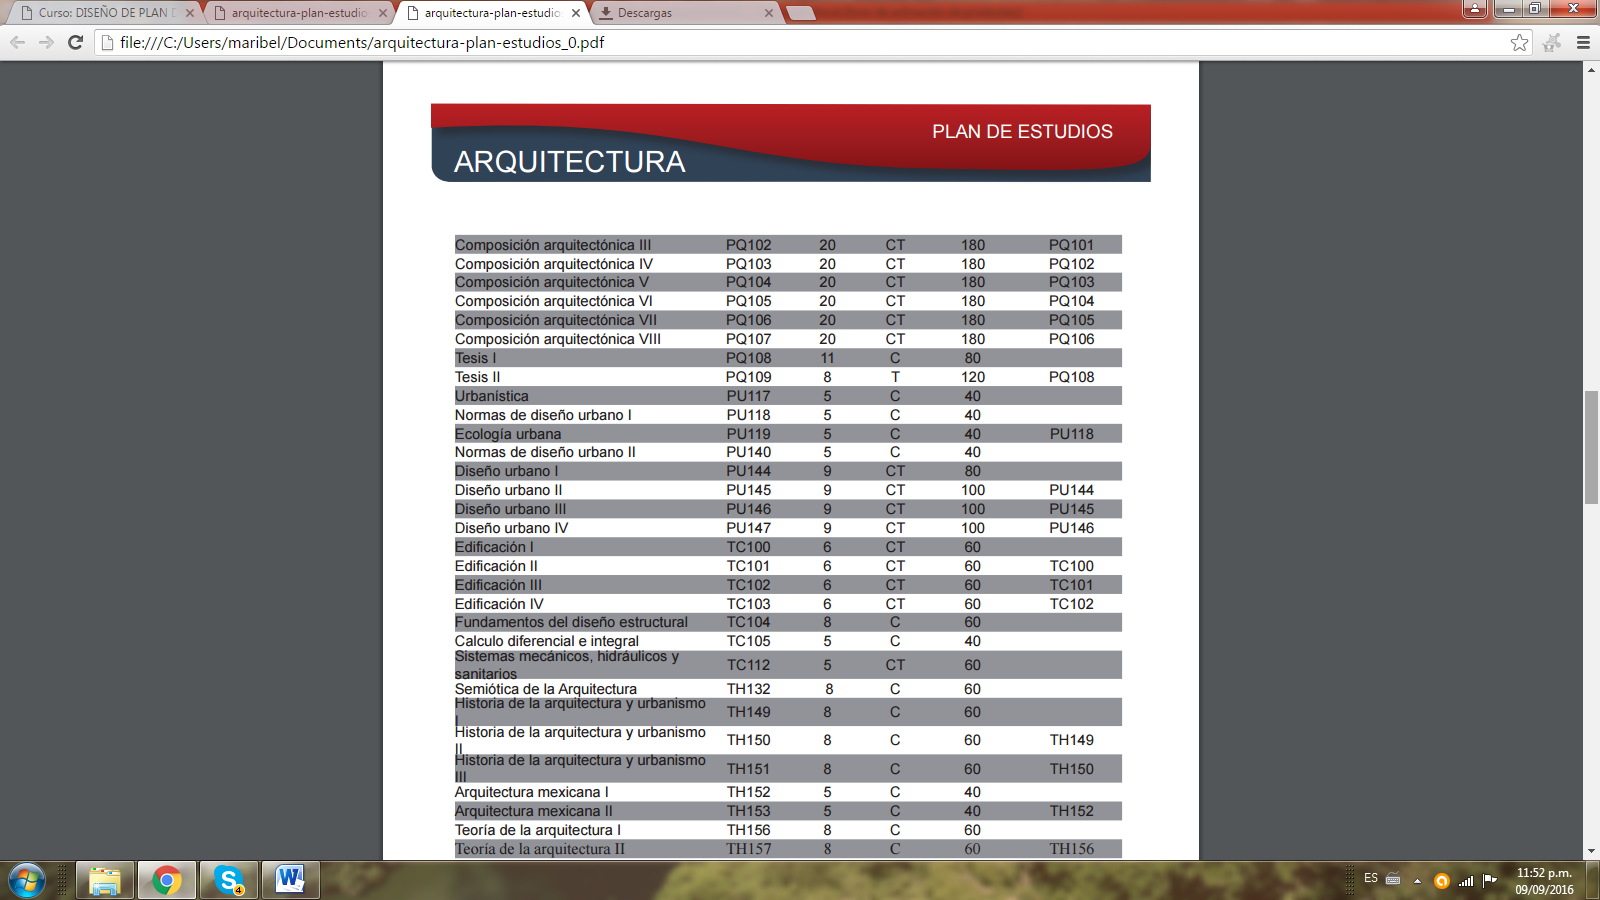 Curso: DISEÑO DE PLAN D
arquitectura-plan-estudio
arquitectura-plan-estudio
Descargas
file:///C:/Users/maribel/Documents/arquitectura-plan-estudios_0.pdf
PLAN DE ESTUDIOS
ARQUITECTURA
Composición arquitectónica III PQ102 20 CT 180 PQ101
Composición arquitectónica IV PQ103 20 CT 180 PQ102
Composición arquitectónica V PQ104 20 CT 180 PQ103
Composición arquitectónica VI PQ105 20 CT 180 PQ104
Composición arquitectónica VII PQ106 20 CT 180 PQ105
Composición arquitectónica VIII PQ107 20 CT 180 PQ106
Tesis I PQ108 11 C 80
Tesis II PQ109 8 T 120 PQ108
Urbanística PU117 5 C 40
Normas de diseño urbano I PU118 5 C 40
Ecología urbana PU119 5 C 40 PU118
Normas de diseño urbano II PU140 5 C 40
Diseño urbano I PU144 9 CT 80
Diseño urbano II PU145 9 CT 100 PU144
Diseño urbano III PU146 9 CT 100 PU145
Diseño urbano IV PU147 9 CT 100 PU146
Edificación I TC100 6 CT 60
Edificación II TC101 6 CT 60 TC100
Edificación III TC102 6 CT 60 TC101
Edificación IV TC103 6 CT 60 TC102
Fundamentos del diseño estructural TC104 8 C 60
Calculo diferencial e integral TC105 5 C 40
Sistemas mecánicos, hidráulicos y
sanitarios TC112 5 CT 60
Semiótica de la Arquitectura TH132 8 C 60
Historia de la arquitectura y urbanismo
I TH149 8 C 60
Historia de la arquitectura y urbanismo
II TH150 8 C 60 TH149
Historia de la arquitectura y urbanismo
III TH151 8 C 60 TH150
Arquitectura mexicana I TH152 5 C 40
Arquitectura mexicana II TH153 5 C 40 TH152
Teoría de la arquitectura I TH156 8 C 60
Teoría de la arquitectura II TH157 8 C 60 TH156
4
ES
11:52 p.m.
09/09/2016